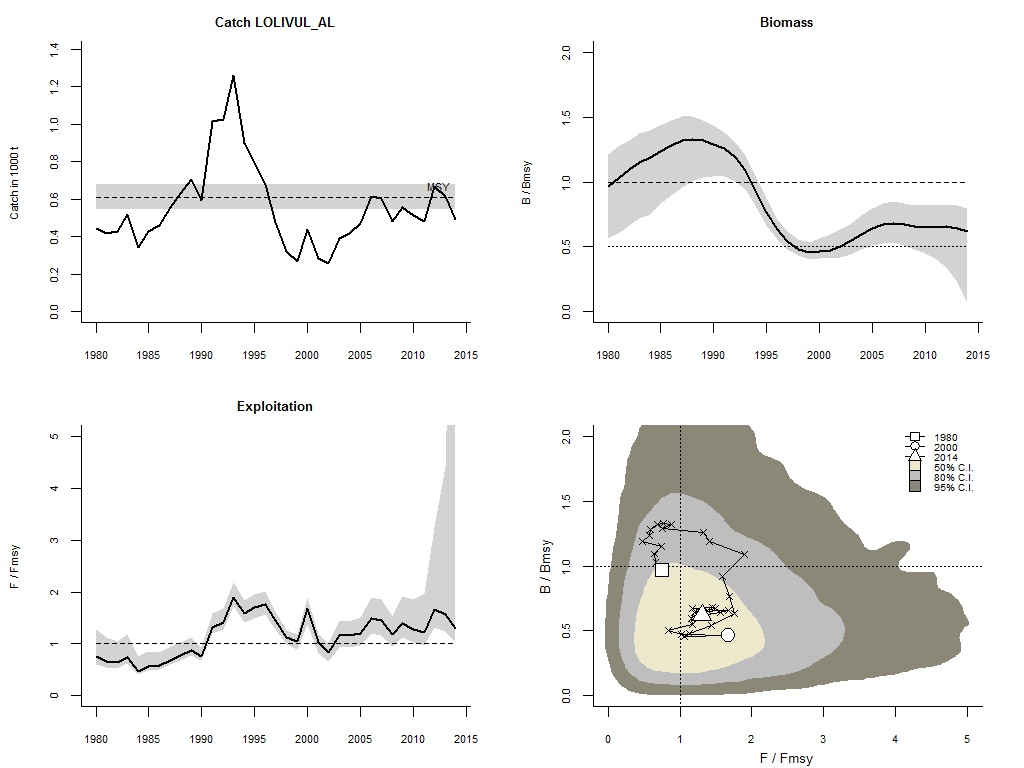 Catch LOLIVUL_AL
Catch in 1000 t
1.4
1.2
1.0
0.8
0.6
0.4
0.2
0.0
MSY
1980 1985 1990 1995 2000 2005 2010 2015
Biomass
B / Bmsy
2.0
1.5
1.0
0.5
0.0
1980 1985 1990 1995 2000 2005 2010 2015
Exploitation
F / Fmsy
5
4
3
2
1
0
1980 1985 1990 1995 2000 2005 2010 2015
B / Bmsy
2.0
1.5
1.0
0.5
0.0
1980
2000
2014
50% C.I.
80% C.I.
95% C.I.
0 1 2 3 4 5
F / Fmsy